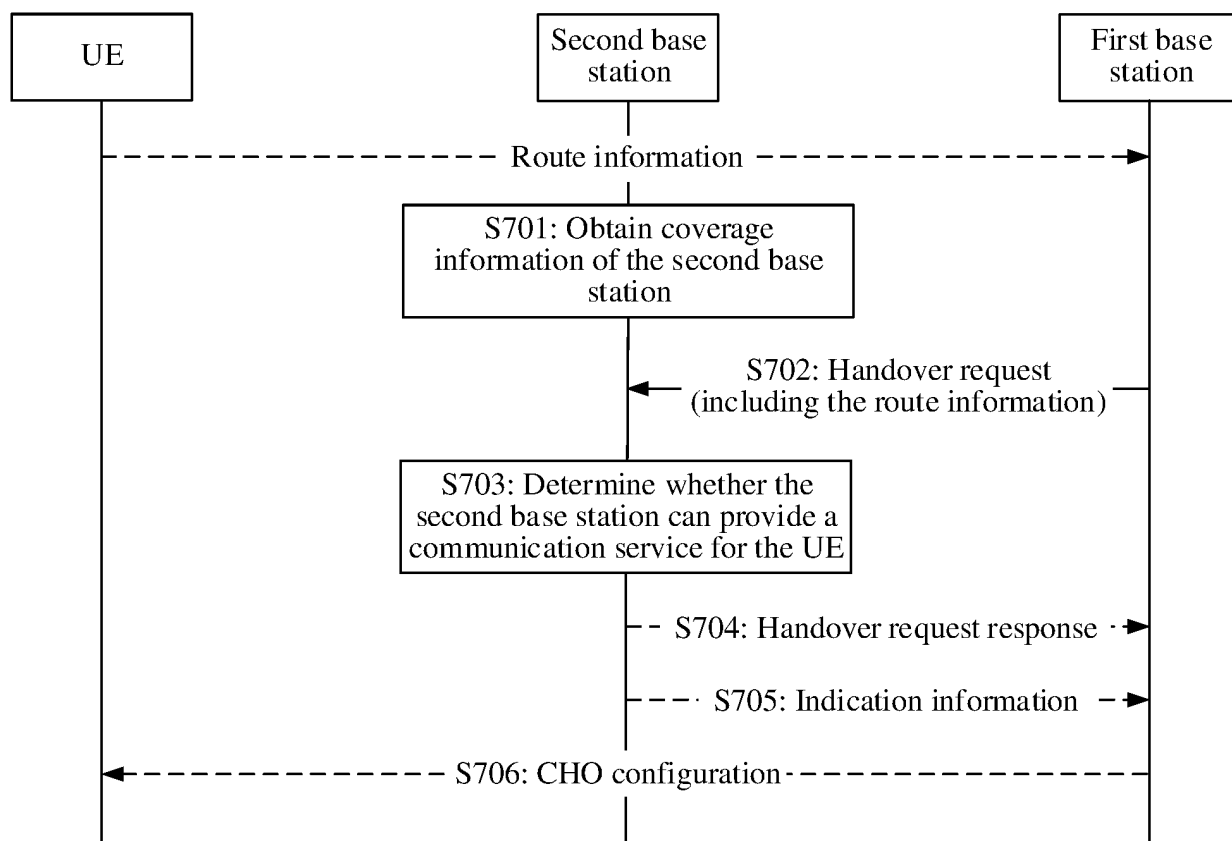 UE
Second base
station
First base
station
Route information
S701: Obtain coverage
information of the second base
station
S702: Handover request
(including the route information)
S703: Determine whether the
second base station can provide a
communication service for the UE
S704: Handover request response
S705: Indication information
S706: CHO configuration